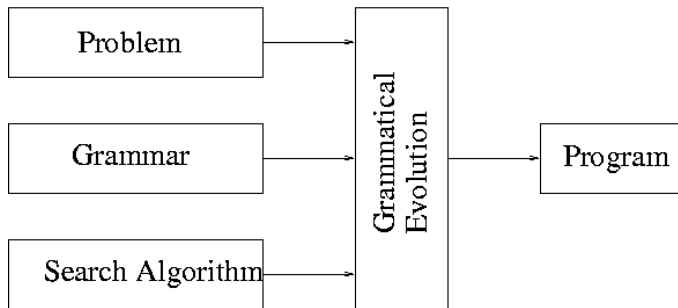 Problem
Grammar
Search Algorithm
Grammatical
Evolution
Program